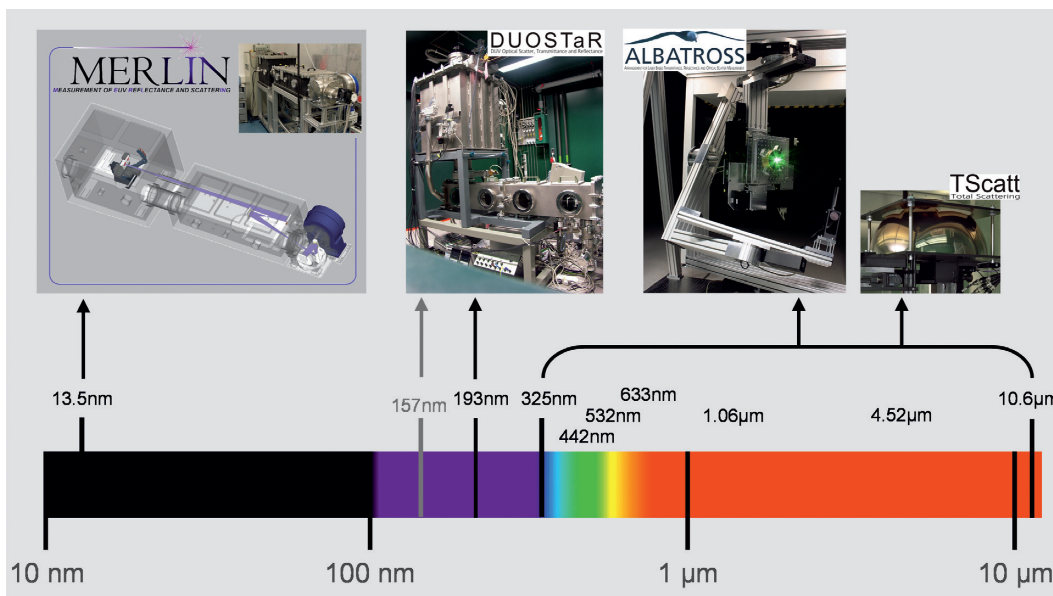 MERLIN
MEASUREMENT OF EUV REFLECTANCE AND SCATTERING
DUOSTaR
DUV Optical Scatter, Transmittance and Reflectance
ALBATROSS
TScatt
Total Scattering
13.5nm
157nm
193nm
325nm
442nm
532nm
633nm
1.06µm
4.52µm
10.6µm
10 nm
100 nm
1 µm
10 µm